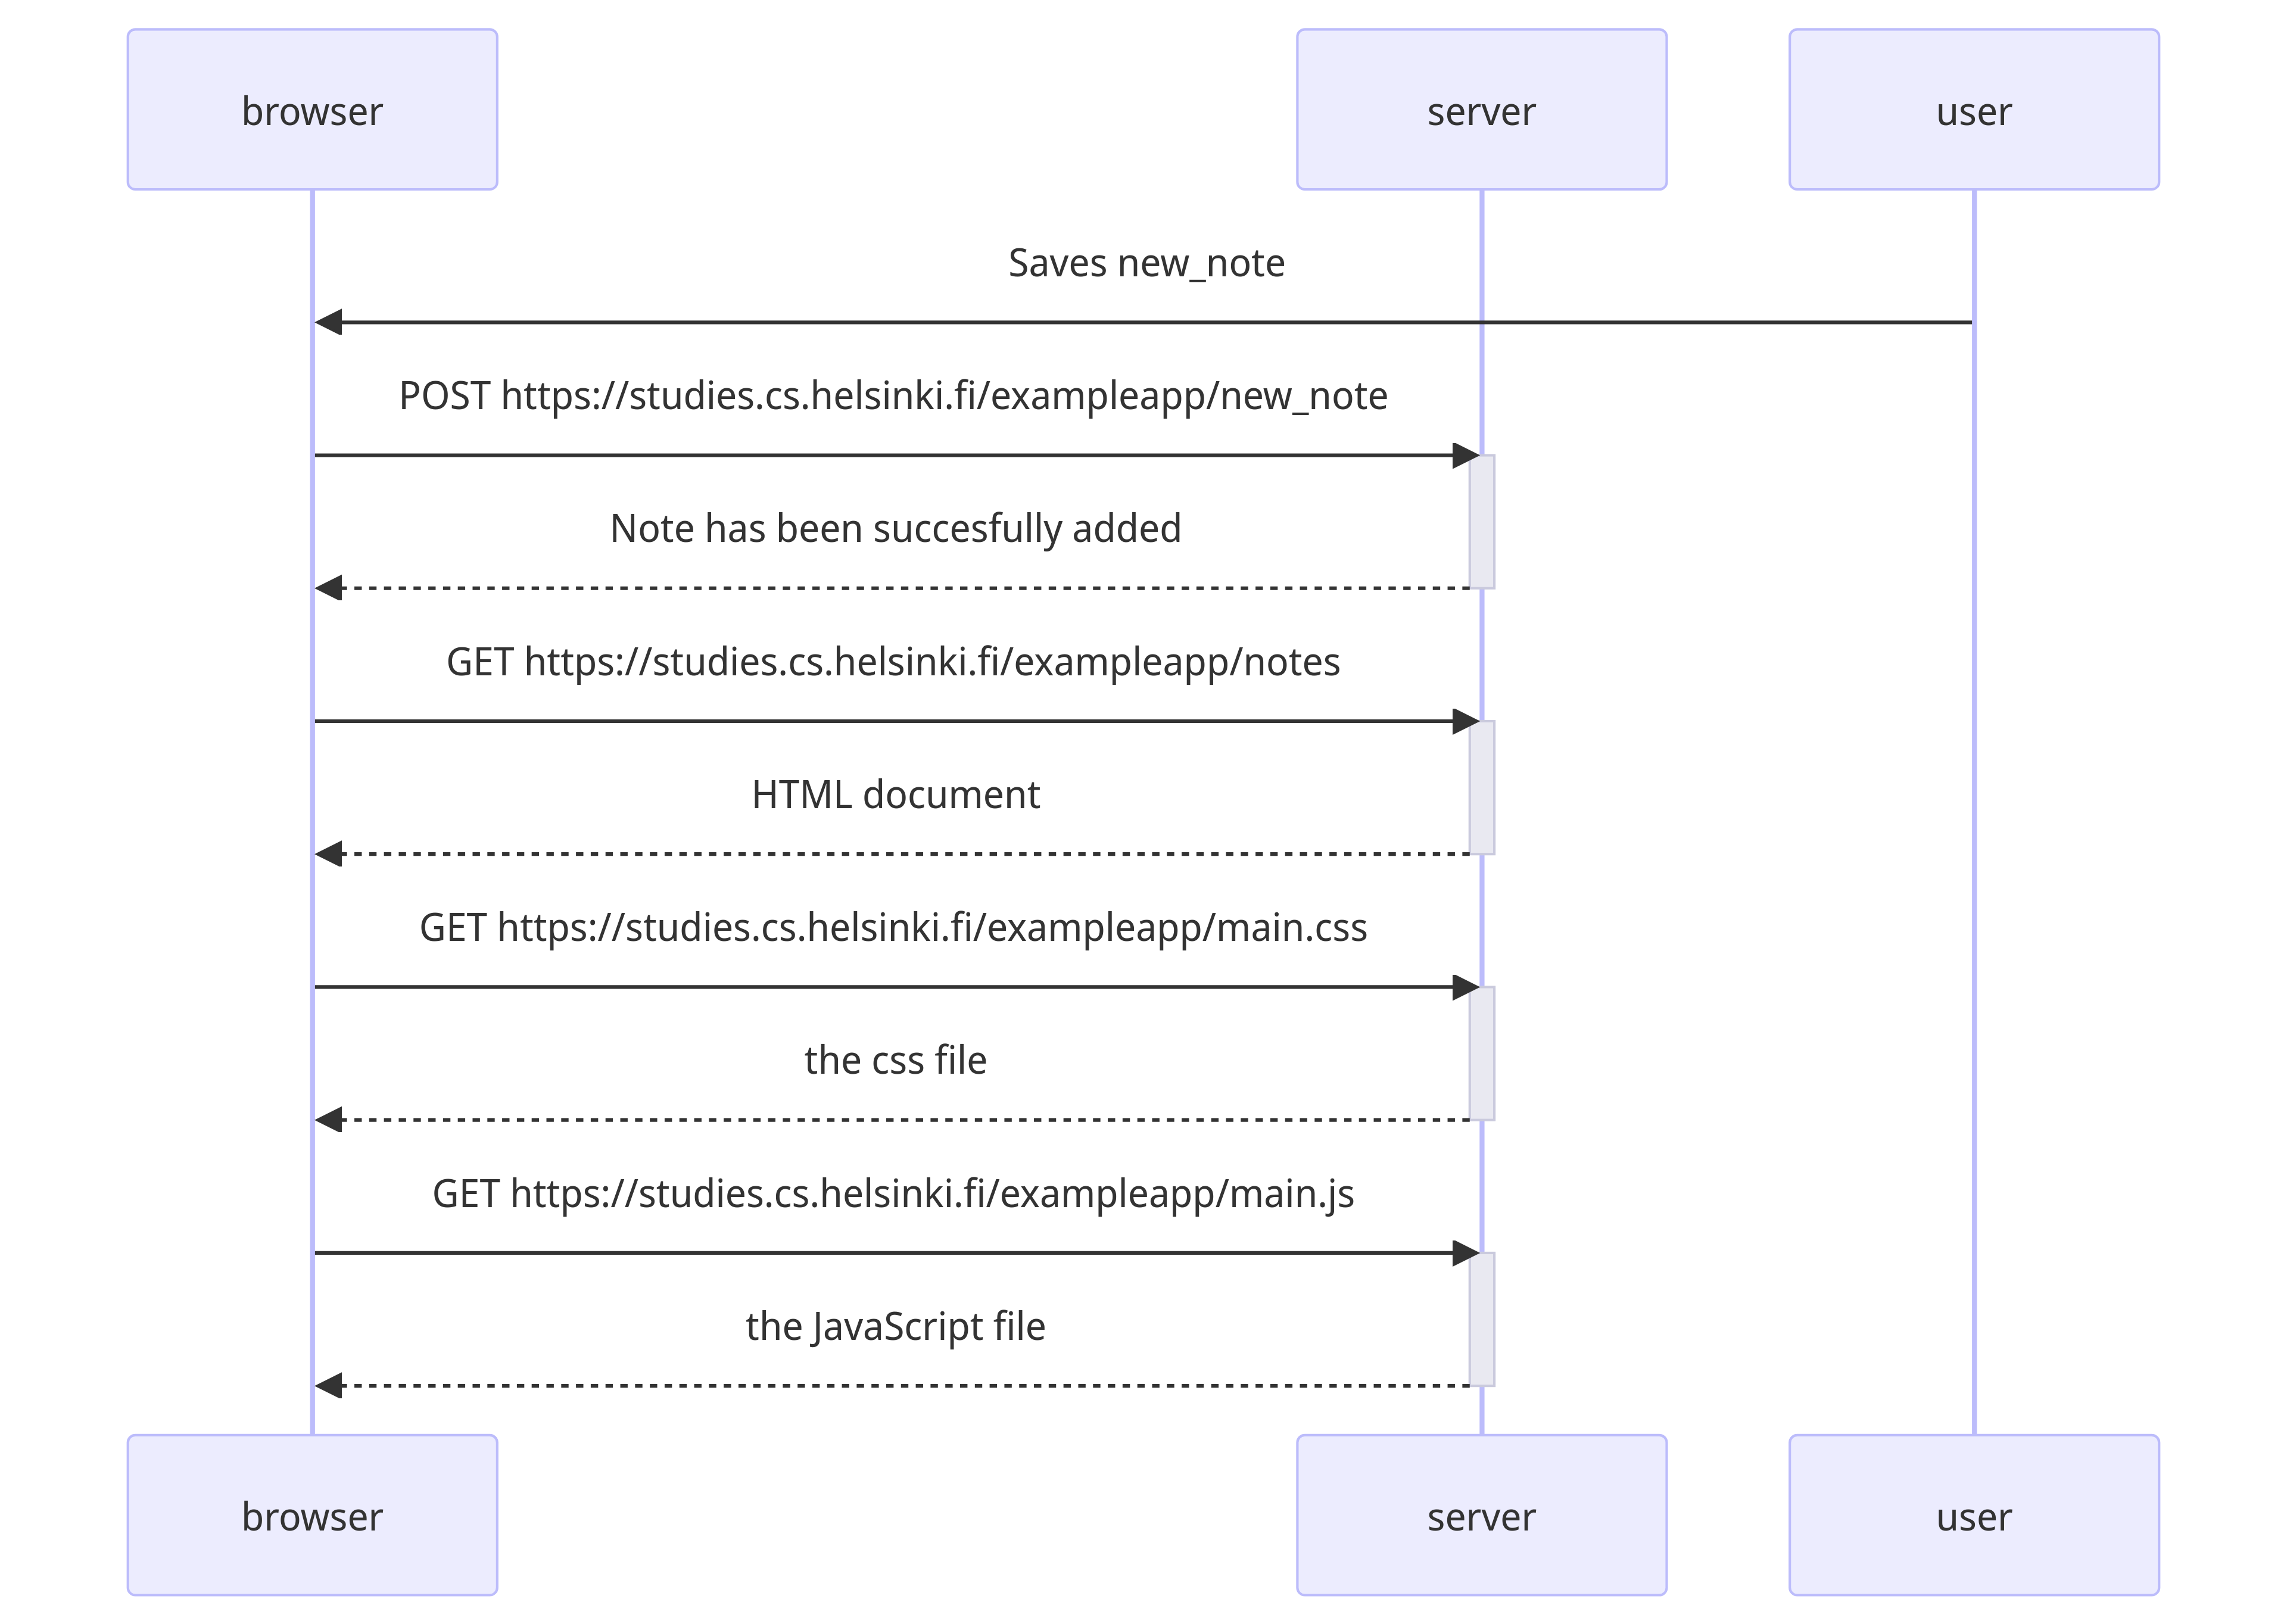 browser
server
user
Saves new_note
POST https://studies.cs.helsinki.fi/exampleapp/new_note
Note has been succesfully added
GET https://studies.cs.helsinki.fi/exampleapp/notes
HTML document
GET https://studies.cs.helsinki.fi/exampleapp/main.css
the css file
GET https://studies.cs.helsinki.fi/exampleapp/main.js
the JavaScript file
browser
server
user